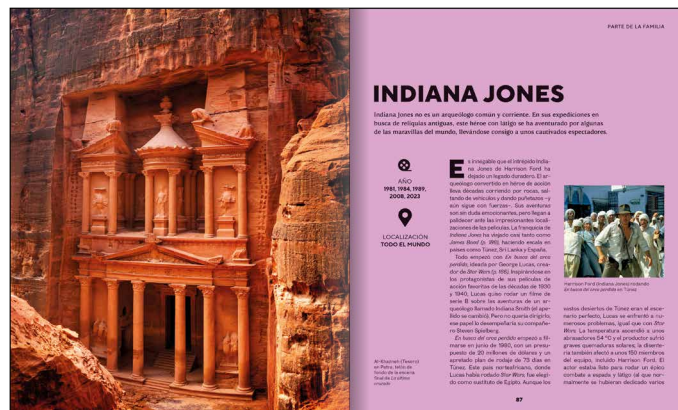 PARTE DE LA FAMILIA
INDIANA JONES
Indiana Jones no es un arqueólogo común y corriente. En sus expediciones en
busca de reliquias antiguas, este héroe con látigo se ha aventurado por algunas
de las maravillas del mundo, llevándose consigo a unos cautivados espectadores.
AÑO
1981, 1984, 1989,
2008, 2023
LOCALIZACIÓN
TODO EL MUNDO
Es innegable que el intrépido India-
na Jones de Harrison Ford ha
dejado un legado duradero. El ar-
queólogo convertido en héroe de acción
lleva décadas corriendo por rocas, sal-
tando de vehículos y dando puñetazos –y
aún sigue con fuerzas–. Sus aventuras
son sin duda emocionantes, pero llegan a
palidecer ante las impresionantes locali-
zaciones de las películas. La franquicia de
Indiana Jones ha viajado casi tanto como
James Bond (p. 189), haciendo escala en
países como Túnez, Sri Lanka y España.
Todo empezó con En busca del arca
perdida, ideada por George Lucas, crea-
dor de Star Wars (p. 166). Inspirándose en
los protagonistas de sus películas de
acción favoritas de las décadas de 1930
y 1940, Lucas quiso rodar un filme de
serie B sobre las aventuras de un ar-
queólogo llamado Indiana Smith (el ape-
llido se cambió). Pero no quería dirigirlo;
ese papel lo desempeñaría su compañe-
ro Steven Spielberg.
En busca del arca perdida empezó a fil-
marse en junio de 1980, con un presu-
puesto de 20 millones de dólares y un
apretado plan de rodaje de 73 días en
Túnez. Este país norteafricano, donde
Lucas había rodado Star Wars, fue elegi-
do como sustituto de Egipto. Aunque los
Harrison Ford (Indiana Jones) rodando
En busca del arca perdida en Túnez
vastos desiertos de Túnez eran el esce-
nario perfecto, Lucas se enfrentó a nu-
merosos problemas, igual que con Star
Wars. La temperatura ascendió a unos
abrasadores 54 °C y el productor sufrió
graves quemaduras solares; la disente-
ría también afectó a unos 150 miembros
del equipo, incluido Harrison Ford. El
actor estaba listo para rodar un épico
combate a espada y látigo (al que nor-
malmente se hubieran dedicado varios
Al-Khazneh (Tesoro)
en Petra, telón de
fondo de la escena
final de La última
cruzada
87